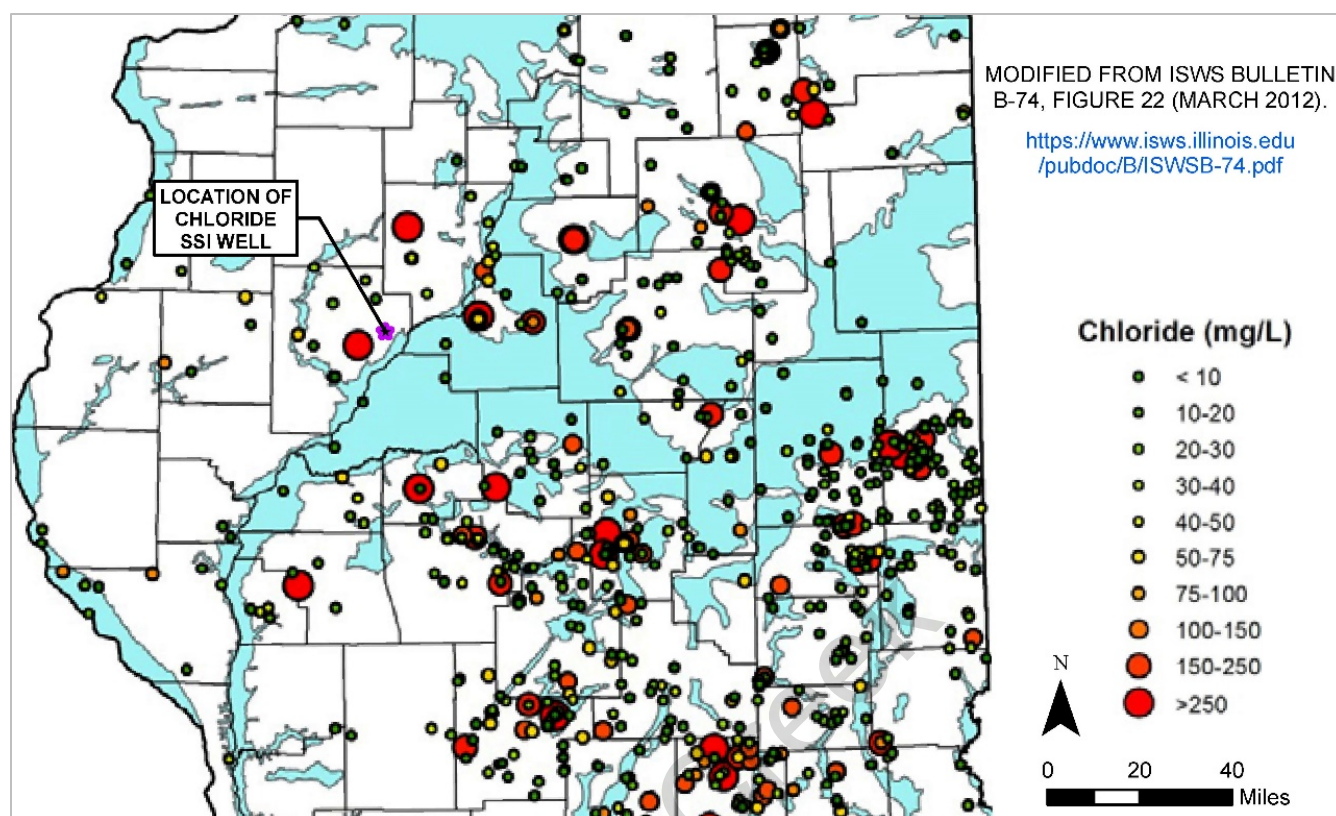 MODIFIED FROM ISWS BULLETIN
B-74, FIGURE 22 (MARCH 2012).
https://www.isws.illinois.edu
/pubdoc/B/ISWSB-74.pdf
LOCATION OF
CHLORIDE
SSI WELL
Chloride (mg/L)
< 10
10-20
20-30
30-40
40-50
50-75
75-100
100-150
150-250
>250
N
0 20 40
Miles
Creek